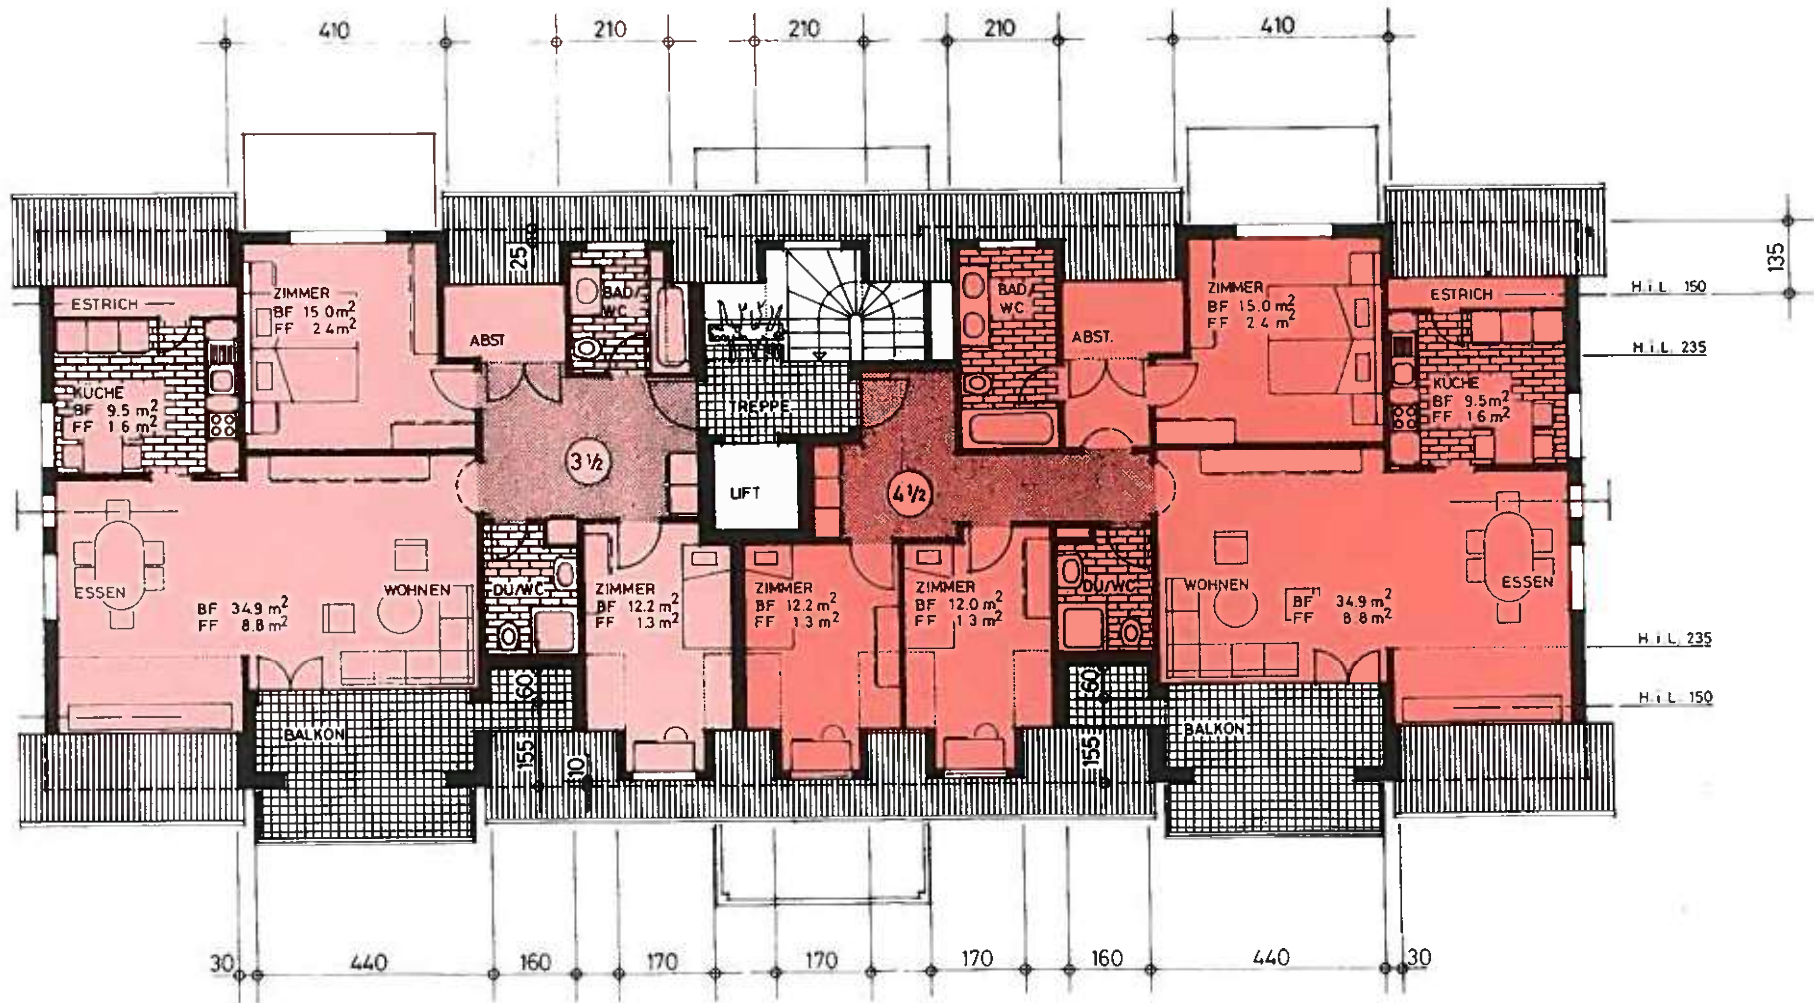 410
210
210
210
410
135
25
ESTRICH
ZIMMER
BF 15.0 m²
FF 2.4 m²
BAD/
WC
ABST
KÜCHE
BF 9.5 m²
FF 1.6 m²
TREPPE
LIFT
3 ½
4 ½
BAD/
WC
ABST.
ZIMMER
BF 15.0 m²
FF 2.4 m²
ESTRICH
KÜCHE
BF 9.5 m²
FF 1.6 m²
H.i.L. 150
H.i.L. 235
ESSEN
BF 34.9 m²
FF 8.8 m²
WOHNEN
DU/WC
ZIMMER
BF 12.2 m²
FF 1.3 m²
ZIMMER
BF 12.2 m²
FF 1.3 m²
ZIMMER
BF 12.0 m²
FF 1.3 m²
DU/WC
WOHNEN
BF 34.9 m²
FF 8.8 m²
ESSEN
H.i.L. 235
H.i.L. 150
BALKON
60
155
10
60
155
BALKON
30
440
160
170
170
170
160
440
30